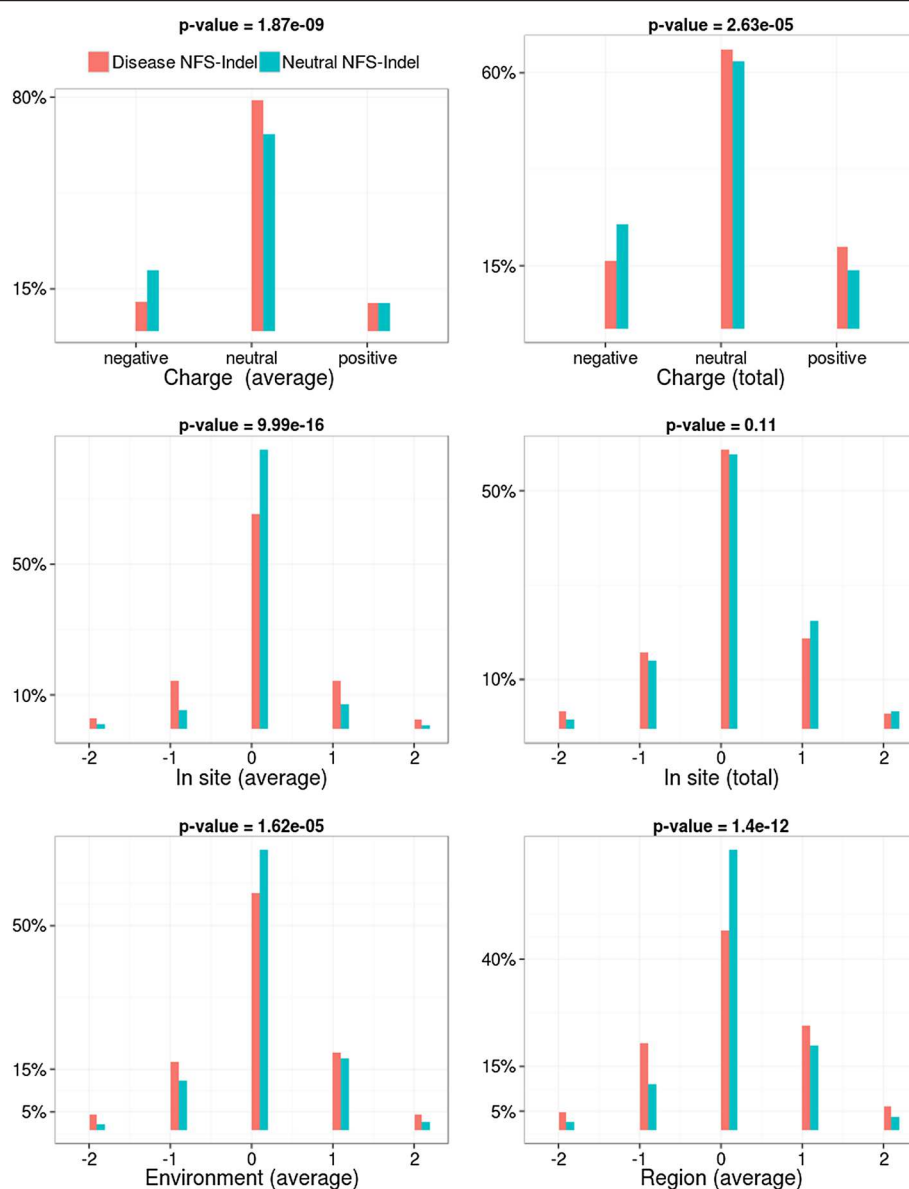 p-value = 1.87e-09
Disease NFS-Indel Neutral NFS-Indel
80%
15%
negative neutral positive
Charge (average)
p-value = 2.63e-05
60%
15%
negative neutral positive
Charge (total)
p-value = 9.99e-16
50%
10%
-2 -1 0 1 2
In site (average)
p-value = 0.11
50%
10%
-2 -1 0 1 2
In site (total)
p-value = 1.62e-05
50%
15%
5%
-2 -1 0 1 2
Environment (average)
p-value = 1.4e-12
40%
15%
5%
-2 -1 0 1 2
Region (average)